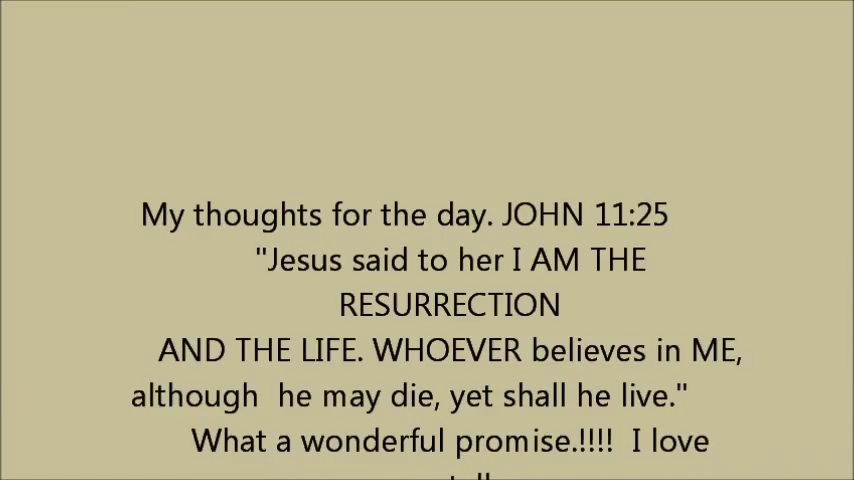 My thoughts for the day. JOHN 11:25
"Jesus said to her I AM THE
RESURRECTION
AND THE LIFE. WHOEVER believes in ME,
although  he may die, yet shall he live."
What a wonderful promise.!!!!  I love